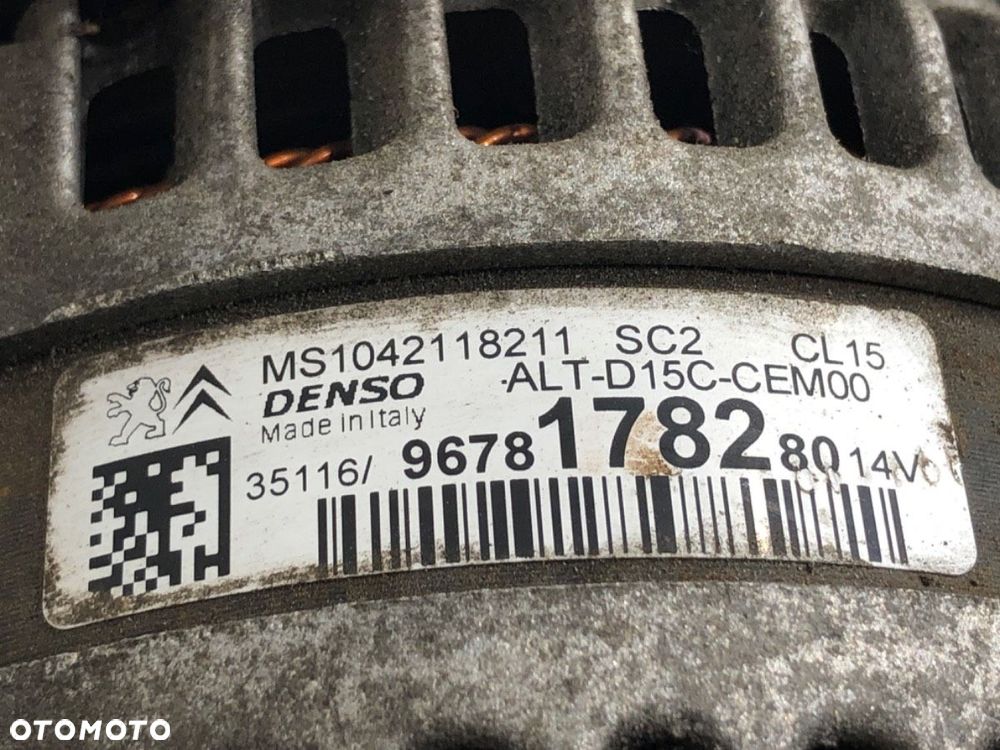 MS1042118211 SC2 CL15
DENSO ALT-D15C-CEM00
Made in Italy
35116/ 9678178280 14V
OTOMOTO